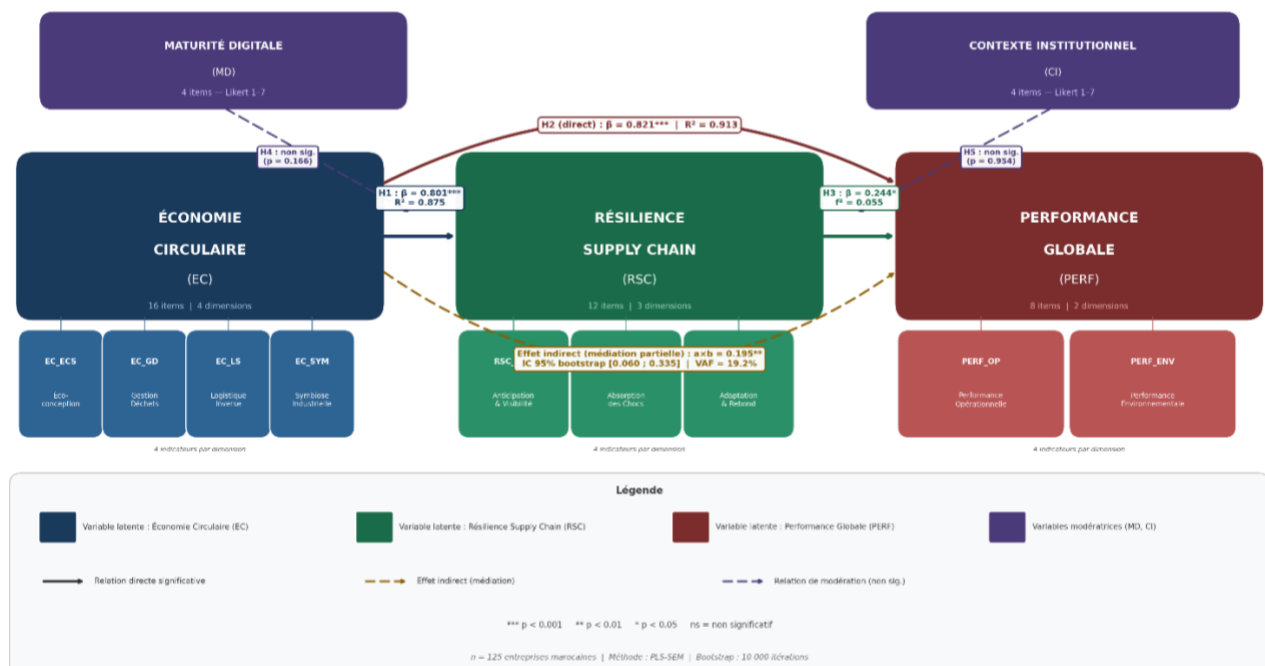 MATURITÉ DIGITALE
(MD)
4 items — Likert 1-7
CONTEXTE INSTITUTIONNEL
(CI)
4 items — Likert 1-7
H2 (direct) : β = 0.821*** | R² = 0.913
H4 : non sig.
(p = 0.166)
H5 : non sig.
(p = 0.954)
H1 : β = 0.801***
R² = 0.875
H3 : β = 0.244*
f² = 0.055
ÉCONOMIE
CIRCULAIRE
(EC)
16 items | 4 dimensions
RÉSILIENCE
SUPPLY CHAIN
(RSC)
12 items | 3 dimensions
PERFORMANCE
GLOBALE
(PERF)
8 items | 2 dimensions
EC_ECS
Éco-
conception
EC_GD
Gestion
Déchets
EC_LS
Logistique
Inverse
EC_SYM
Symbiose
Industrielle
4 indicateurs par dimension
Effet indirect (médiation partielle) : a×b = 0.195**
IC 95% bootstrap [0.060 ; 0.335] | VAF = 19.2%
Anticipation
& Visibilité
Absorption
des Chocs
Adaptation
& Rebond
4 indicateurs par dimension
PERF_OP
Performance
Opérationnelle
PERF_ENV
Performance
Environnementale
4 indicateurs par dimension
Légende
Variable latente : Économie Circulaire (EC)
Variable latente : Résilience Supply Chain (RSC)
Variable latente : Performance Globale (PERF)
Variables modératrices (MD, CI)
Relation directe significative
Effet indirect (médiation)
Relation de modération (non sig.)
*** p < 0.001 ** p < 0.01 * p < 0.05 ns = non significatif
n = 125 entreprises marocaines | Méthode : PLS-SEM | Bootstrap : 10 000 itérations